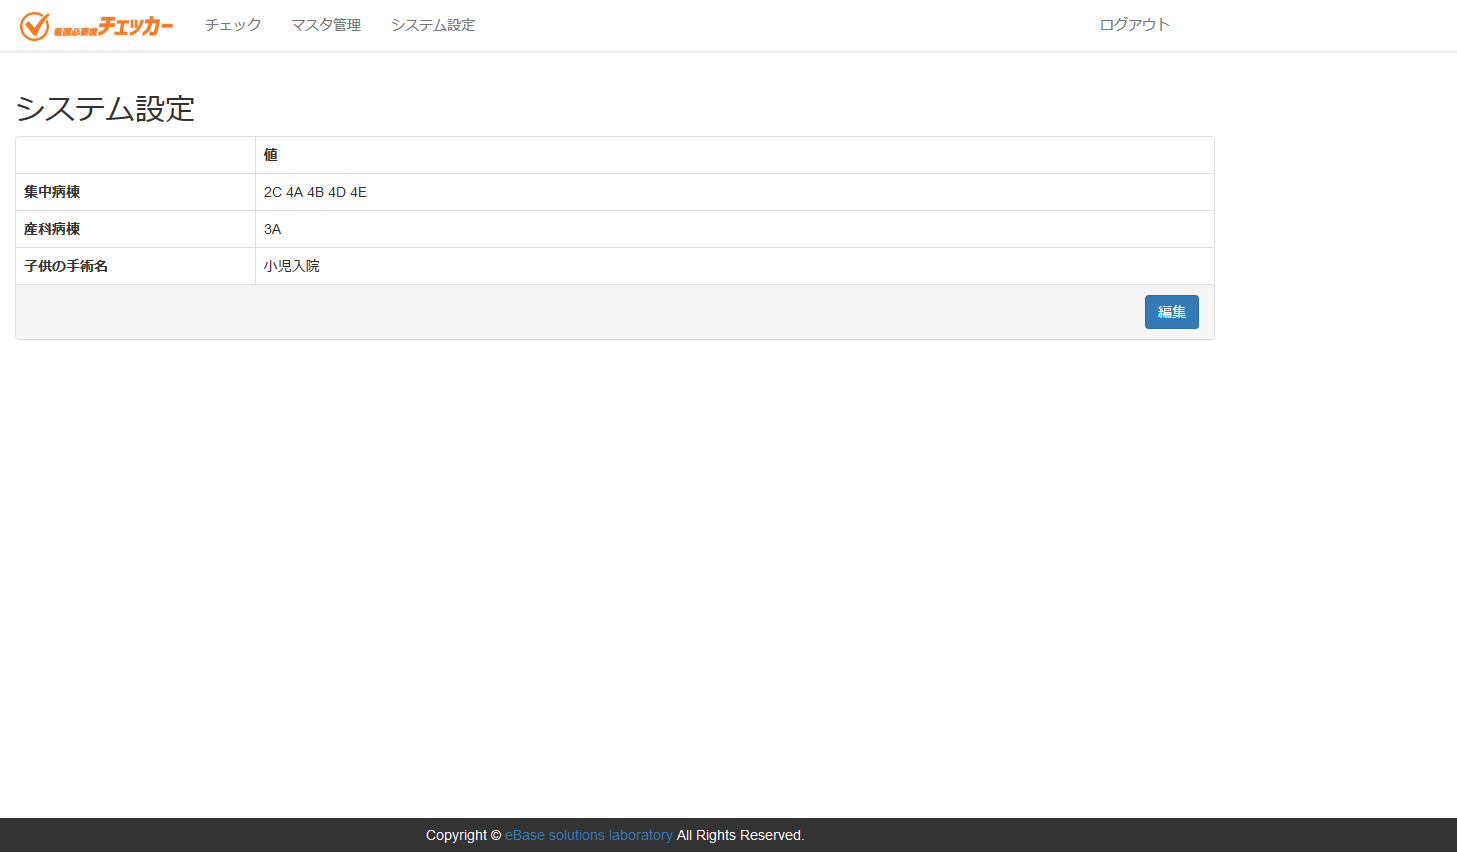 看護必要度チェッカー チェック マスタ管理 システム設定 ログアウト
システム設定
値
集中病棟 2C 4A 4B 4D 4E
産科病棟 3A
子供の手術名 小児入院
編集
Copyright © eBase solutions laboratory All Rights Reserved.